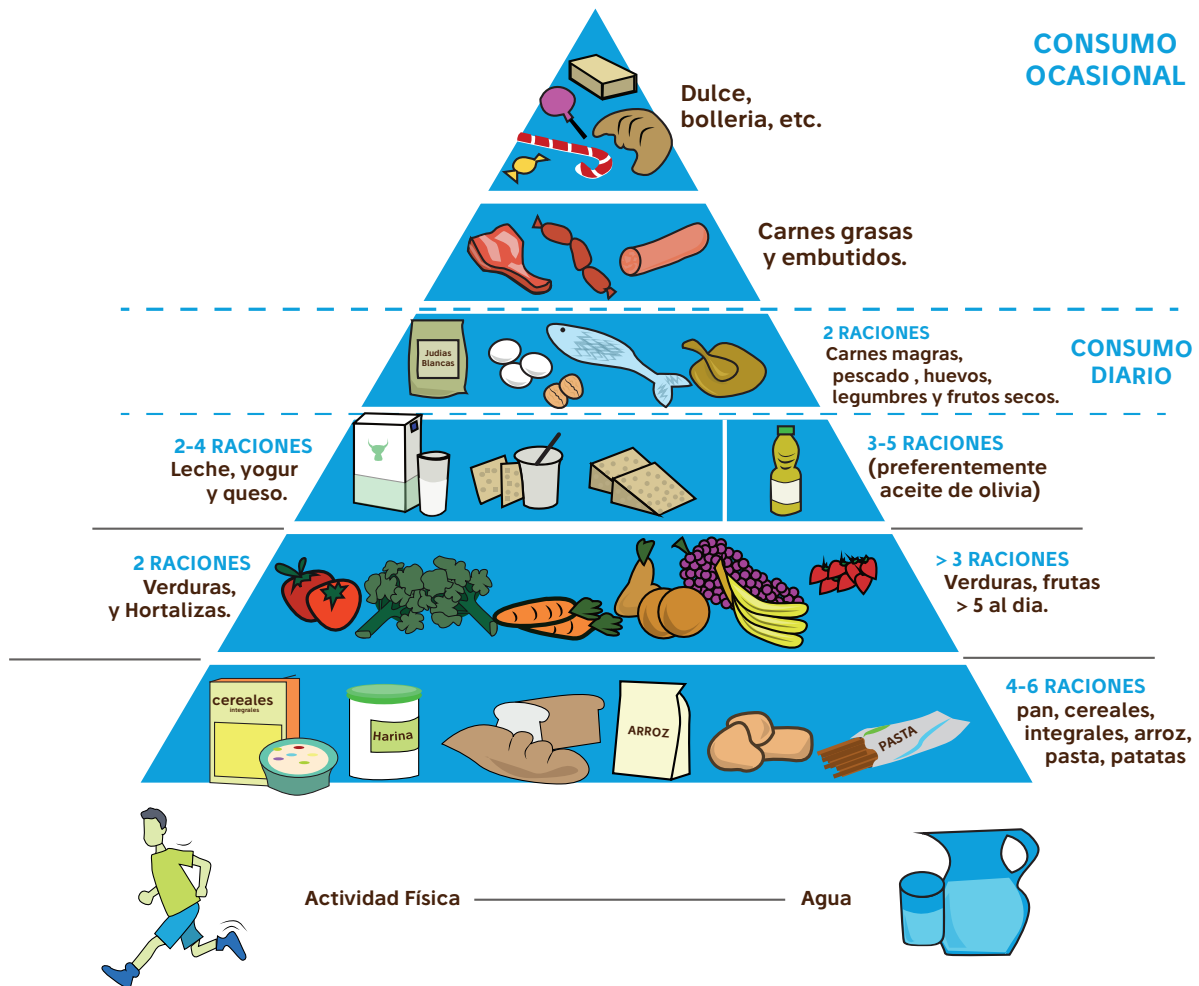 CONSUMO
OCASIONAL
Dulce,
bolleria, etc.
Carnes grasas
y embutidos.
Judias
Blancas
2 RACIONES
Carnes magras,
pescado , huevos,
legumbres y frutos secos.
CONSUMO
DIARIO
2-4 RACIONES
Leche, yogur
y queso.
3-5 RACIONES
(preferentemente
aceite de olivia)
2 RACIONES
Verduras,
y Hortalizas.
> 3 RACIONES
Verduras, frutas
> 5 al dia.
cereales
integrales
Harina
ARROZ
PASTA
4-6 RACIONES
pan, cereales,
integrales, arroz,
pasta, patatas
Actividad Física
Agua